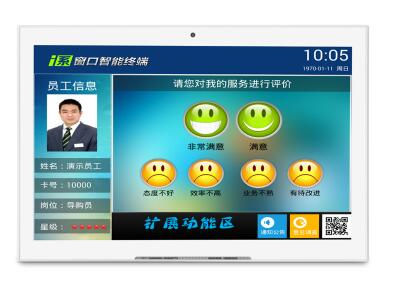 i家 窗口智能终端
10:05
1970-01-11 周日
员工信息
请您对我的服务进行评价
非常满意
满意
姓名：演示员工
卡号：10000
岗位：导购员
星级：
态度不好
效率不高
业务不熟
有待改进
扩展功能区
通知公告
意见调查